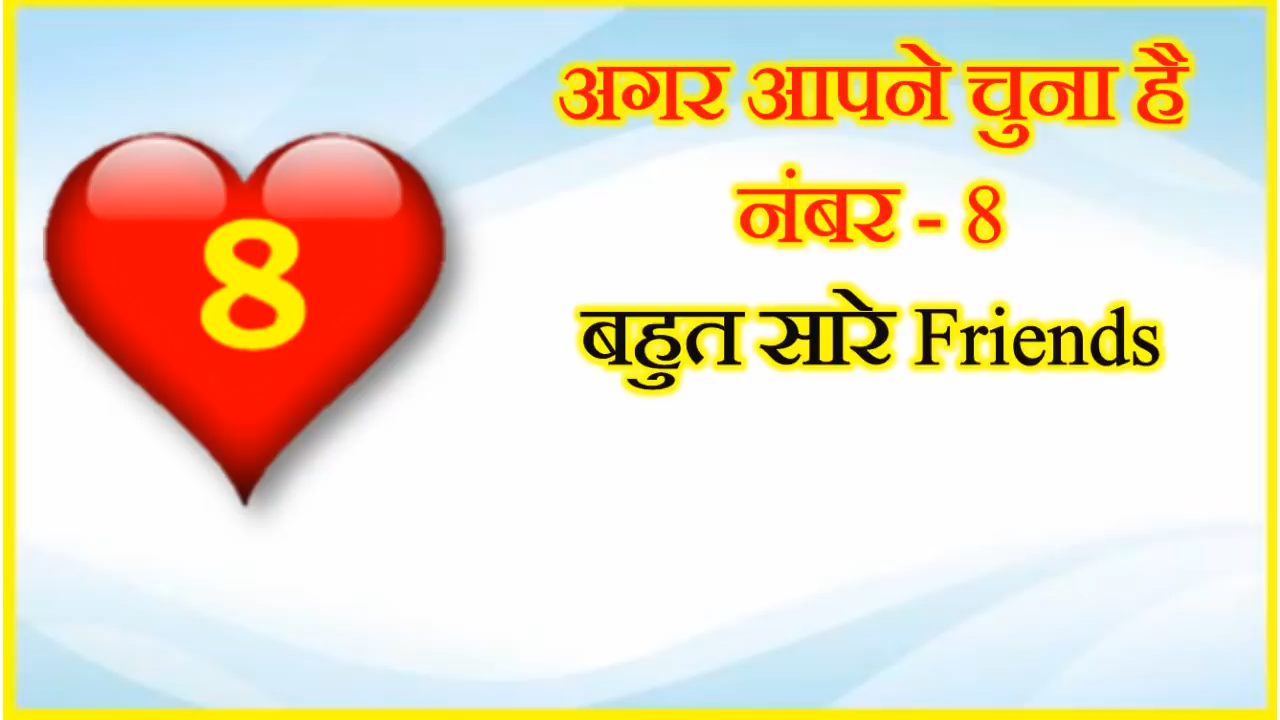 8
अगर आपने चुना है
नंबर - 8
बहुत सारे Friends